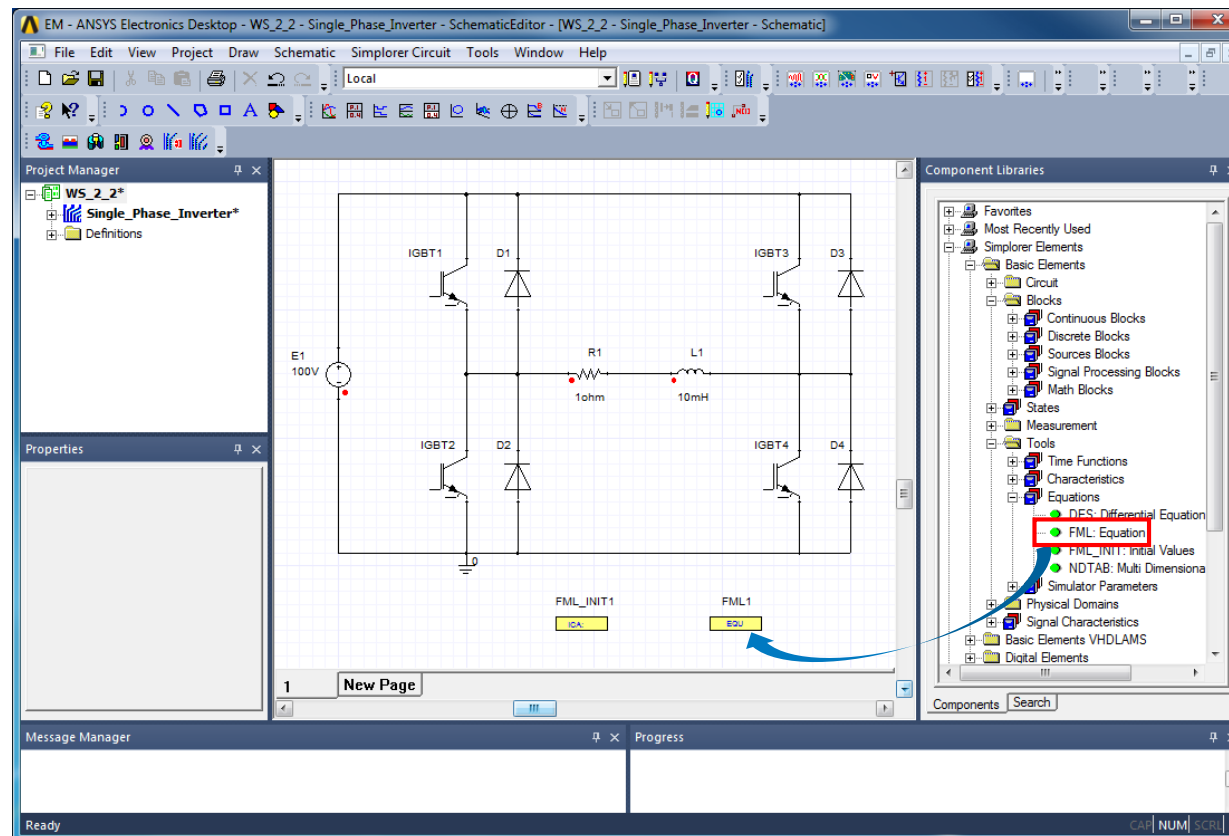 EM - ANSYS Electronics Desktop - WS_2_2 - Single_Phase_Inverter - SchematicEditor - [WS_2_2 - Single_Phase_Inverter - Schematic]
File Edit View Project Draw Schematic Simplorer Circuit Tools Window Help
Local
Project Manager
WS_2_2*
Single_Phase_Inverter*
Definitions
Properties
IGBT1
D1
IGBT3
D3
E1
100V
R1
L1
1ohm
10mH
IGBT2
D2
IGBT4
D4
0
FML_INIT1
FML1
ICA:
EQU
1
New Page
Component Libraries
Favorites
Most Recently Used
Simplorer Elements
Basic Elements
Circuit
Blocks
Continuous Blocks
Discrete Blocks
Sources Blocks
Signal Processing Blocks
Math Blocks
States
Measurement
Tools
Time Functions
Characteristics
Equations
DES: Differential Equation
FML: Equation
FML_INIT: Initial Values
NDTAB: Multi Dimensiona
Simulator Parameters
Physical Domains
Signal Characteristics
Basic Elements VHDLAMS
Digital Elements
Components Search
Message Manager
Progress
Ready
CAP NUM SCRL